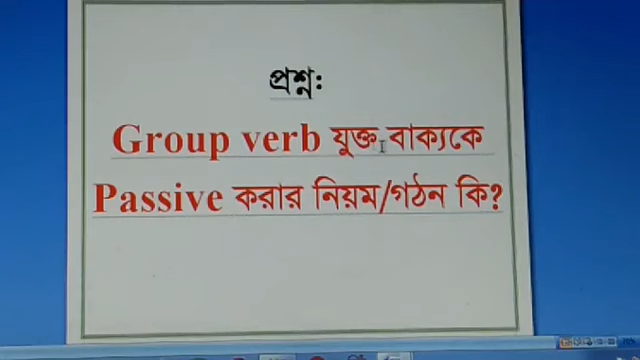 প্রশ্ন:
Group verb যুক্ত বাক্যকে
Passive করার নিয়ম/গঠন কি?